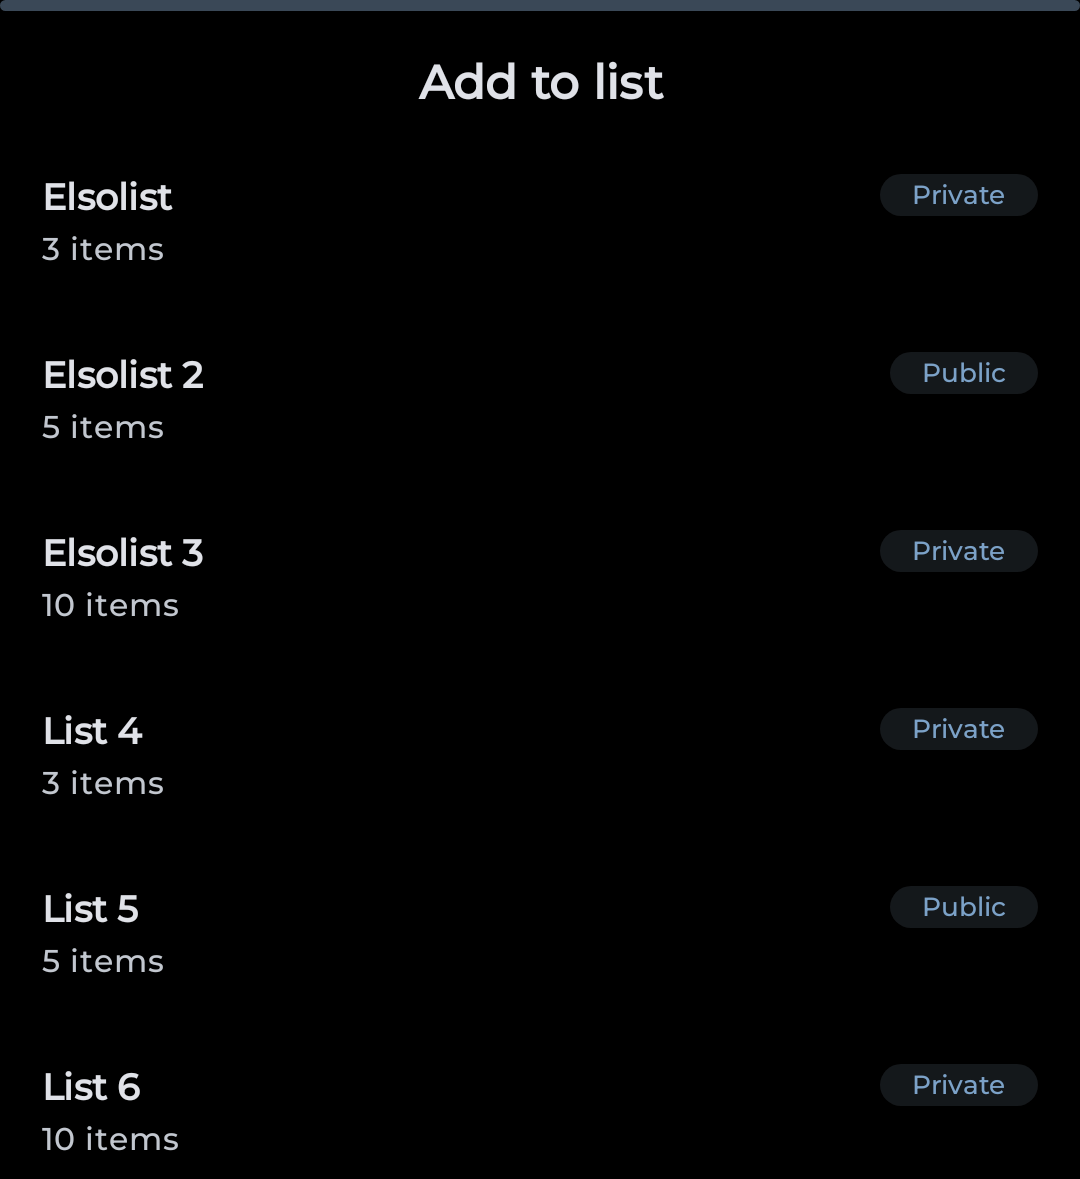 Add to list
Elsolist Private
3 items
Elsolist 2 Public
5 items
Elsolist 3 Private
10 items
List 4 Private
3 items
List 5 Public
5 items
List 6 Private
10 items